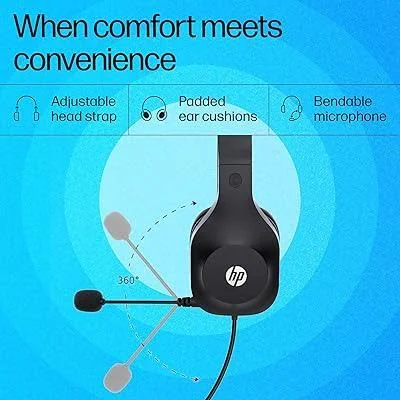 When comfort meets
convenience
Adjustable
head strap
Padded
ear cushions
Bendable
microphone
360°
hp